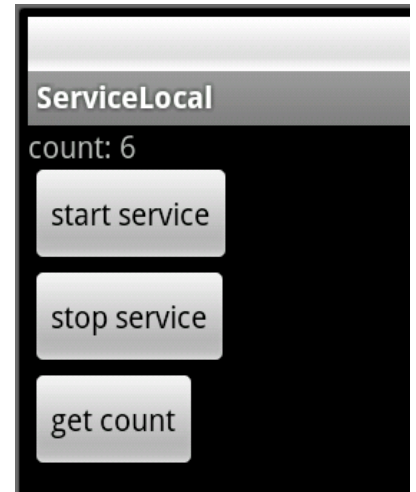 ServiceLocal
count: 6
start service
stop service
get count